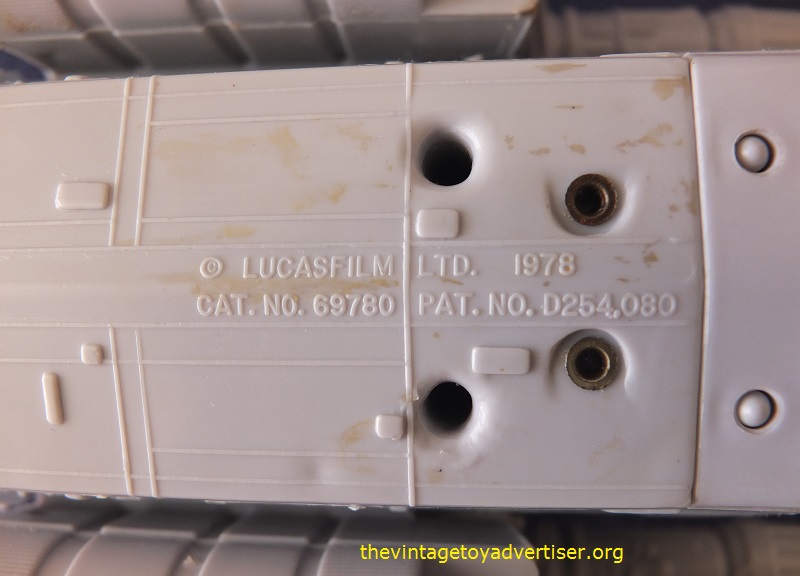 © LUCASFILM LTD. 1978
CAT. NO. 69780 PAT. NO. D254,080
thevintagetoyadvertiser.org